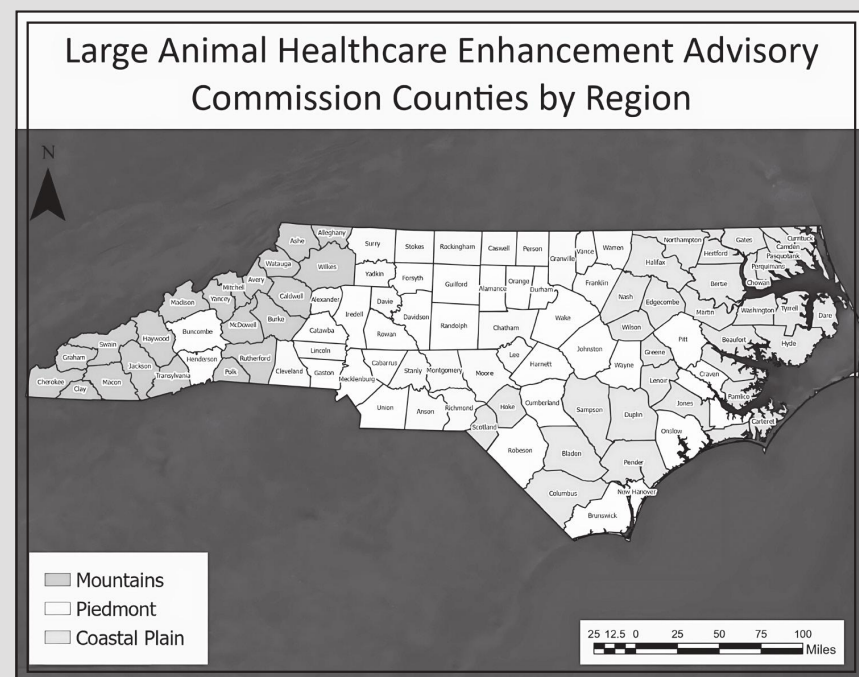 Large Animal Healthcare Enhancement Advisory
Commission Counties by Region
N
Alleghany
Ashe
Surry
Stokes
Rockingham
Caswell
Person
Granville
Vance
Warren
Northampton
Gates
Currituck
Camden
Pasquotank
Perquimans
Chowan
Hertford
Halifax
Watauga
Wilkes
Yadkin
Forsyth
Guilford
Alamance
Orange
Durham
Franklin
Nash
Edgecombe
Bertie
Martin
Washington
Tyrrell
Dare
Avery
Mitchell
Yancey
Madison
Caldwell
Alexander
Iredell
Davie
Davidson
Randolph
Chatham
Wake
Wilson
Pitt
Beaufort
Hyde
Buncombe
McDowell
Burke
Catawba
Rowan
Johnston
Greene
Wayne
Craven
Haywood
Swain
Graham
Jackson
Henderson
Rutherford
Lincoln
Cabarrus
Stanly
Montgomery
Moore
Lee
Harnett
Lenoir
Jones
Pamlico
Cherokee
Clay
Macon
Transylvania
Polk
Cleveland
Gaston
Mecklenburg
Union
Anson
Richmond
Scotland
Hoke
Cumberland
Sampson
Duplin
Onslow
Carteret
Robeson
Bladen
Pender
Columbus
New Hanover
Brunswick
Mountains
Piedmont
Coastal Plain
25 12.5 0 25 50 75 100
Miles